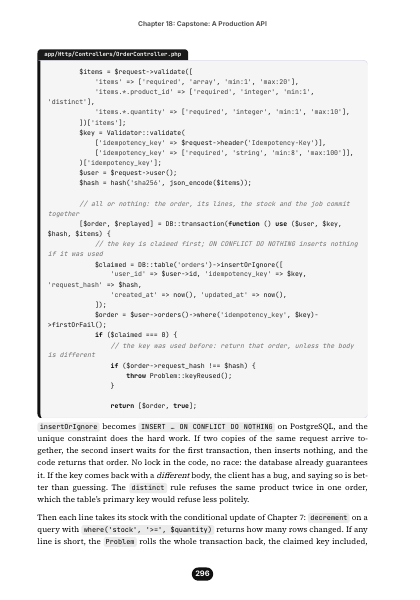 Chapter 18: Capstone: A Production API
app/Http/Controllers/OrderController.php
$items = $request->validate([
'items' => ['required', 'array', 'min:1', 'max:20'],
'items.*.product_id' => ['required', 'integer', 'min:1',
'distinct'],
'items.*.quantity' => ['required', 'integer', 'min:1', 'max:10'],
])['items'];
$key = Validator::validate(
['idempotency_key' => $request->header('Idempotency-Key')],
['idempotency_key' => ['required', 'string', 'min:8', 'max:100']],
)['idempotency_key'];
$user = $request->user();
$hash = hash('sha256', json_encode($items));
// all or nothing: the order, its lines, the stock and the job commit
together
[$order, $replayed] = DB::transaction(function () use ($user, $key,
$hash, $items) {
// the key is claimed first; ON CONFLICT DO NOTHING inserts nothing
if it was used
$claimed = DB::table('orders')->insertOrIgnore([
'user_id' => $user->id, 'idempotency_key' => $key,
'request_hash' => $hash,
'created_at' => now(), 'updated_at' => now(),
]);
$order = $user->orders()->where('idempotency_key', $key)-
>firstOrFail();
if ($claimed === 0) {
// the key was used before: return that order, unless the body
is different
if ($order->request_hash !== $hash) {
throw Problem::keyReused();
}
return [$order, true];
insertOrIgnore becomes INSERT … ON CONFLICT DO NOTHING on PostgreSQL, and the
unique constraint does the hard work. If two copies of the same request arrive to-
gether, the second insert waits for the first transaction, then inserts nothing, and the
code returns that order. No lock in the code, no race: the database already guarantees
it. If the key comes back with a different body, the client has a bug, and saying so is bet-
ter than guessing. The distinct rule refuses the same product twice in one order,
which the table's primary key would refuse less politely.
Then each line takes its stock with the conditional update of Chapter 7: decrement on a
query with where('stock', '>=', $quantity) returns how many rows changed. If any
line is short, the Problem rolls the whole transaction back, the claimed key included,
296